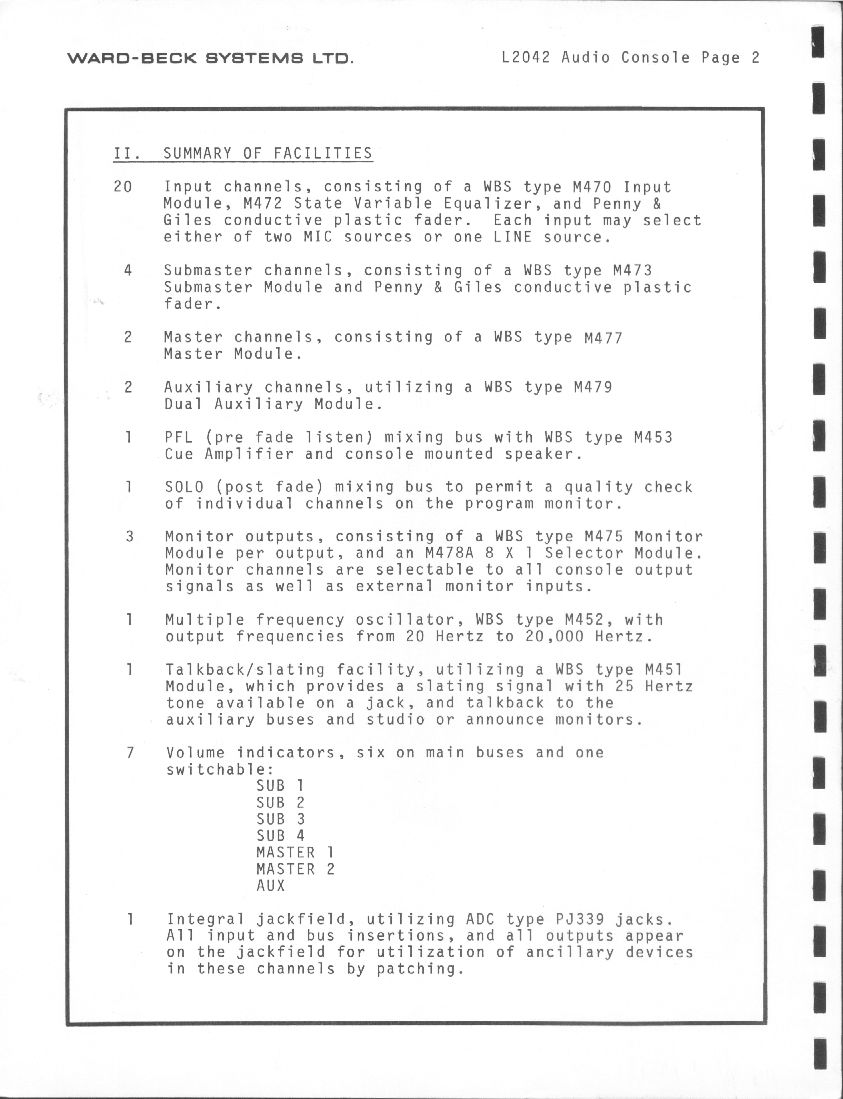 WARD-BECK SYSTEMS LTD. L2042 Audio Console Page 2
II. SUMMARY OF FACILITIES
20 Input channels, consisting of a WBS type M470 Input
Module, M472 State Variable Equalizer, and Penny &
Giles conductive plastic fader. Each input may select
either of two MIC sources or one LINE source.
4 Submaster channels, consisting of a WBS type M473
Submaster Module and Penny & Giles conductive plastic
fader.
2 Master channels, consisting of a WBS type M477
Master Module.
2 Auxiliary channels, utilizing a WBS type M479
Dual Auxiliary Module.
1 PFL (pre fade listen) mixing bus with WBS type M453
Cue Amplifier and console mounted speaker.
1 SOLO (post fade) mixing bus to permit a quality check
of individual channels on the program monitor.
3 Monitor outputs, consisting of a WBS type M475 Monitor
Module per output, and an M478A 8 X 1 Selector Module.
Monitor channels are selectable to all console output
signals as well as external monitor inputs.
1 Multiple frequency oscillator, WBS type M452, with
output frequencies from 20 Hertz to 20,000 Hertz.
1 Talkback/slating facility, utilizing a WBS type M451
Module, which provides a slating signal with 25 Hertz
tone available on a jack, and talkback to the
auxiliary buses and studio or announce monitors.
7 Volume indicators, six on main buses and one
switchable:
SUB 1
SUB 2
SUB 3
SUB 4
MASTER 1
MASTER 2
AUX
1 Integral jackfield, utilizing ADC type PJ339 jacks.
All input and bus insertions, and all outputs appear
on the jackfield for utilization of ancillary devices
in these channels by patching.